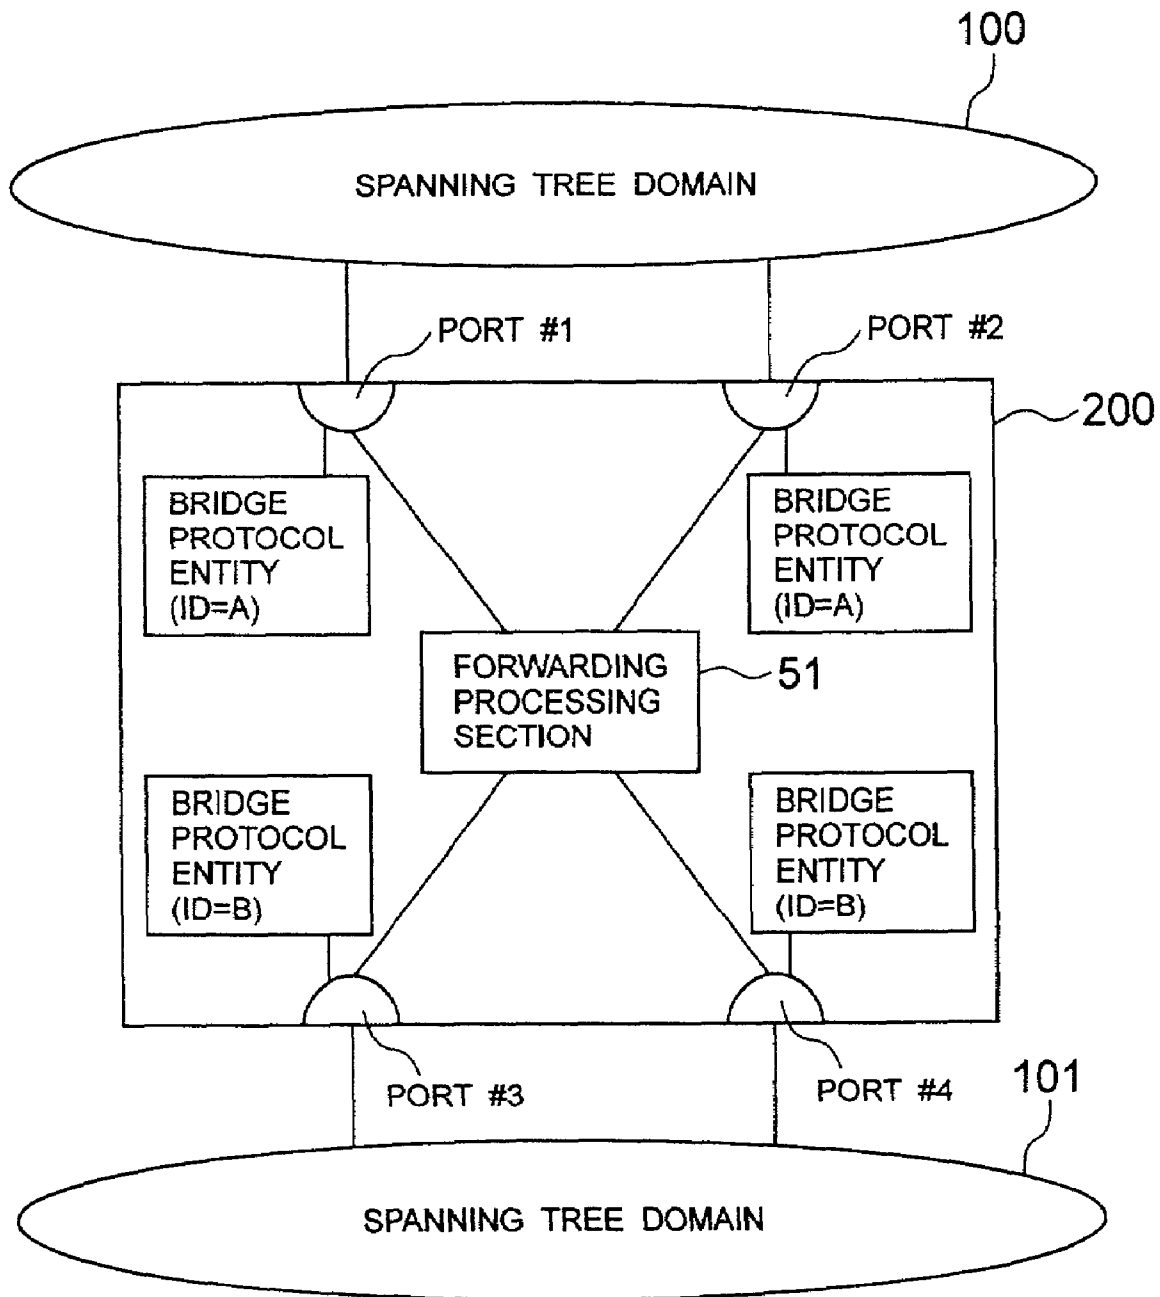 100
SPANNING TREE DOMAIN
PORT #1
PORT #2
200
BRIDGE
PROTOCOL
ENTITY
(ID=A)
BRIDGE
PROTOCOL
ENTITY
(ID=A)
FORWARDING
PROCESSING
SECTION
51
BRIDGE
PROTOCOL
ENTITY
(ID=B)
BRIDGE
PROTOCOL
ENTITY
(ID=B)
PORT #3
PORT #4
101
SPANNING TREE DOMAIN